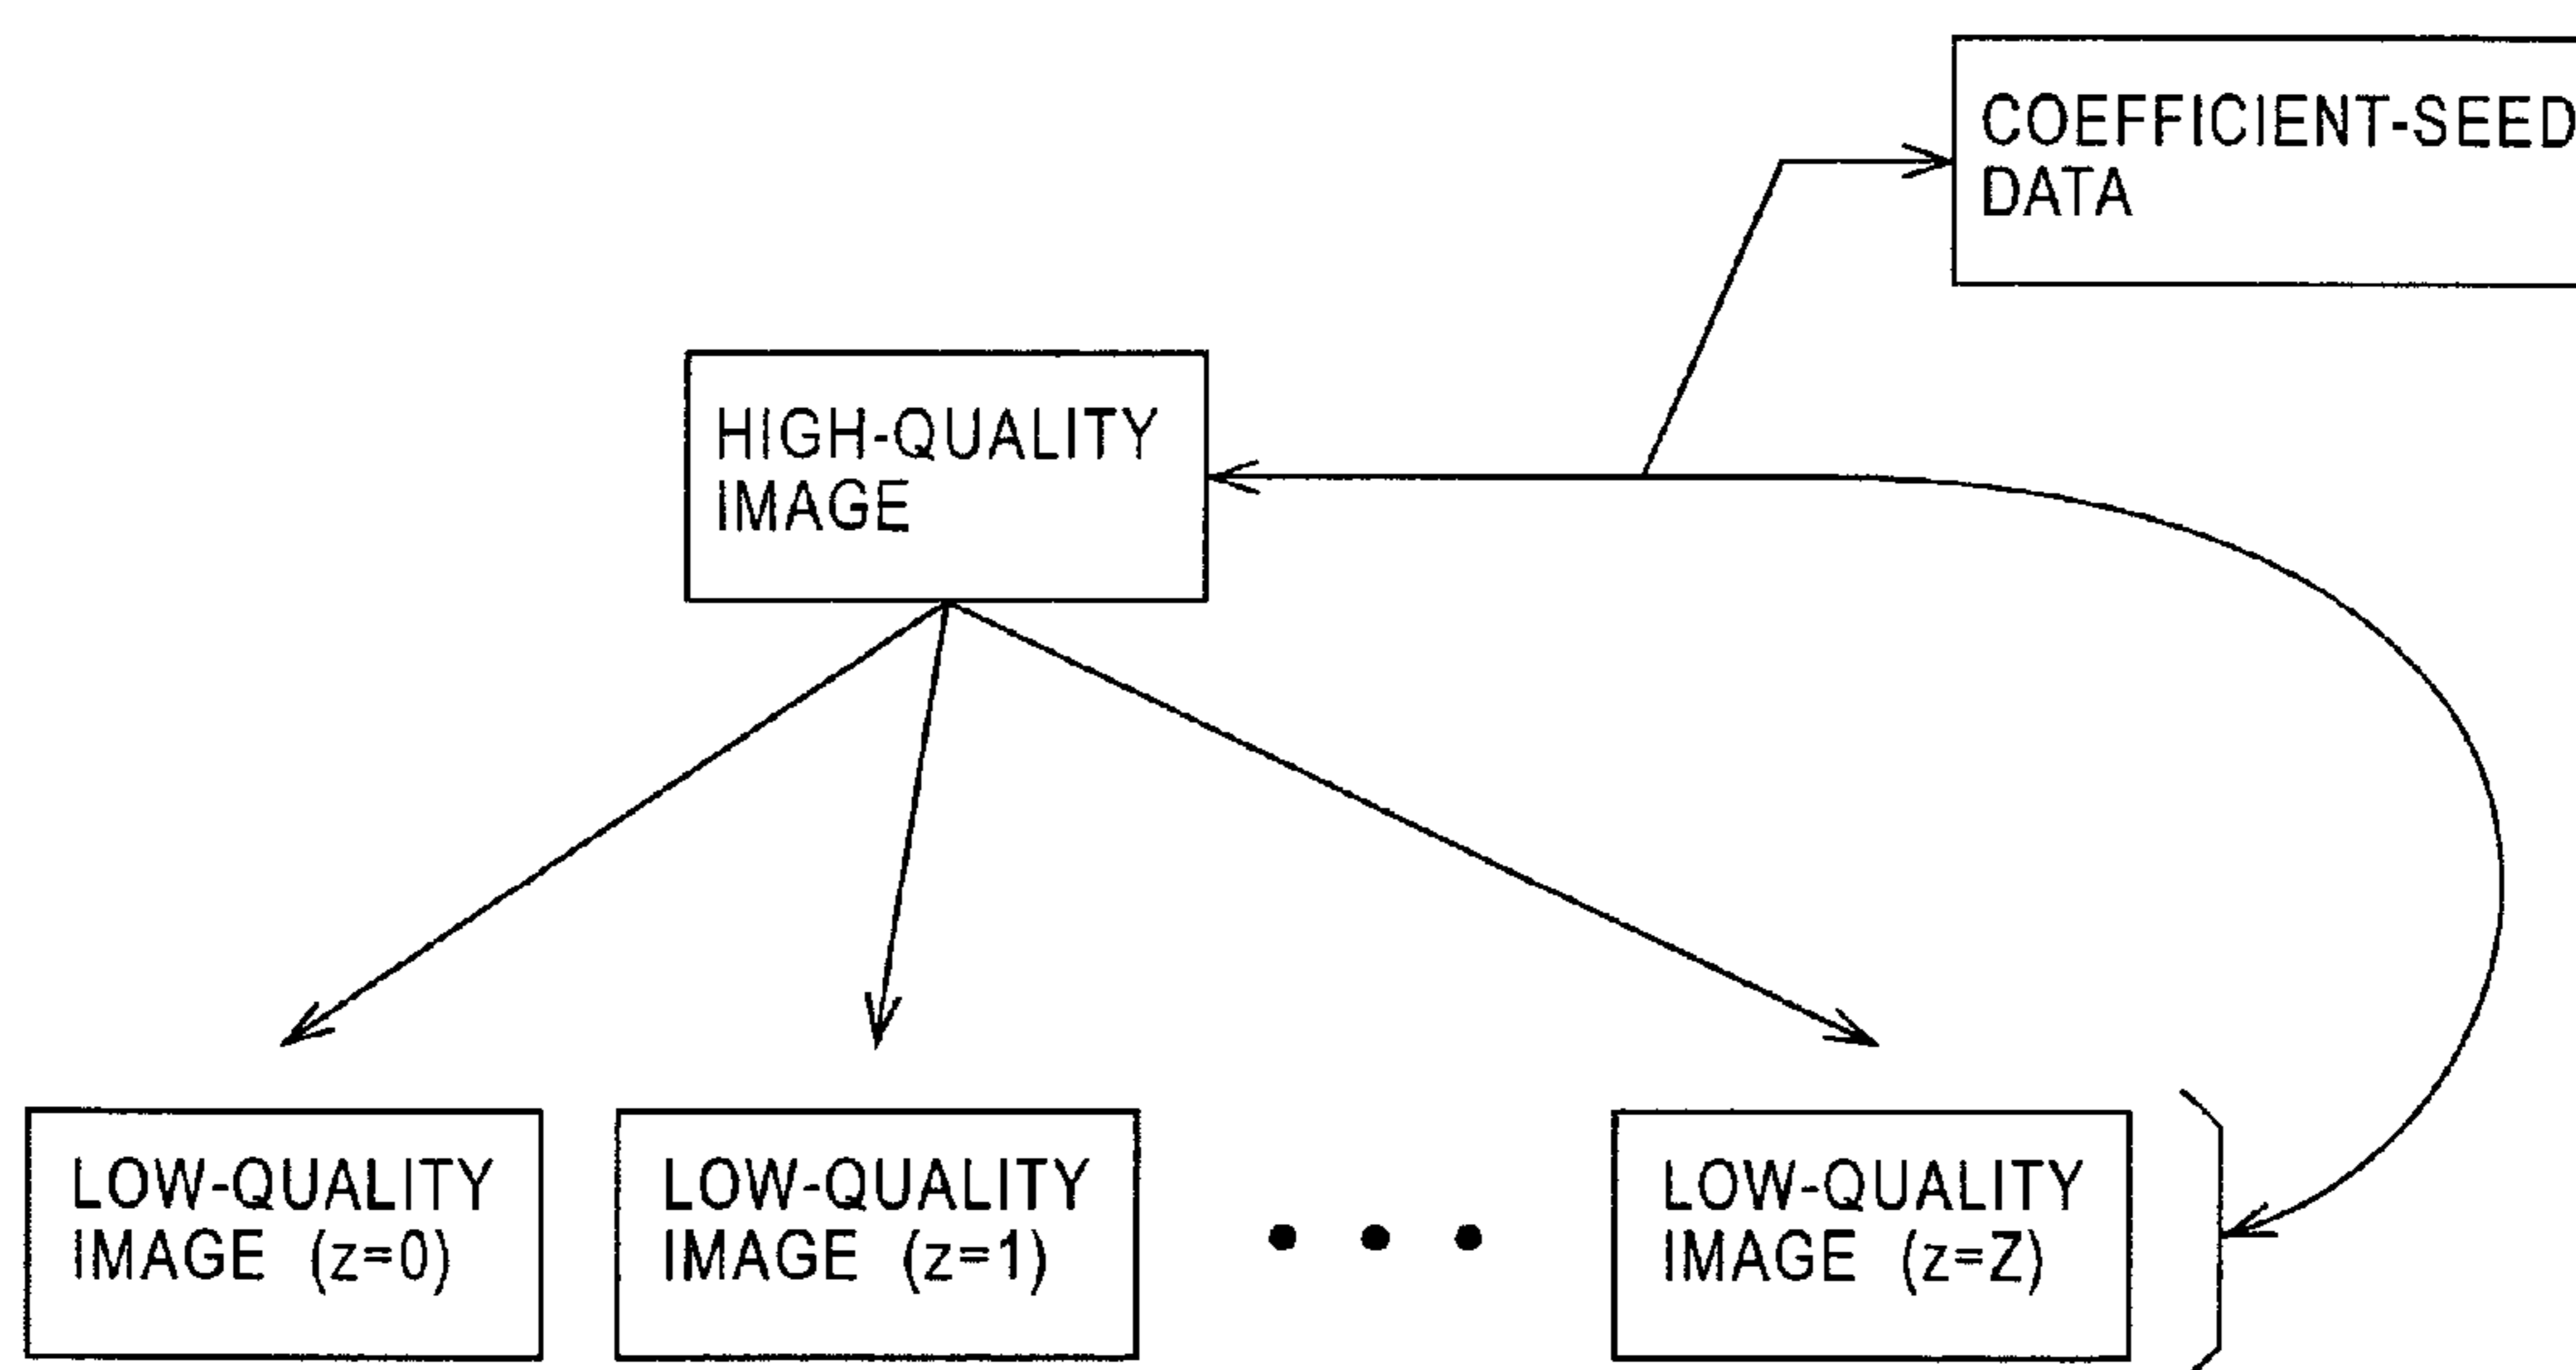 COEFFICIENT-SEED
DATA
HIGH-QUALITY
IMAGE
LOW-QUALITY
IMAGE (z=0)
LOW-QUALITY
IMAGE (z=1)
• • •
LOW-QUALITY
IMAGE (z=Z)